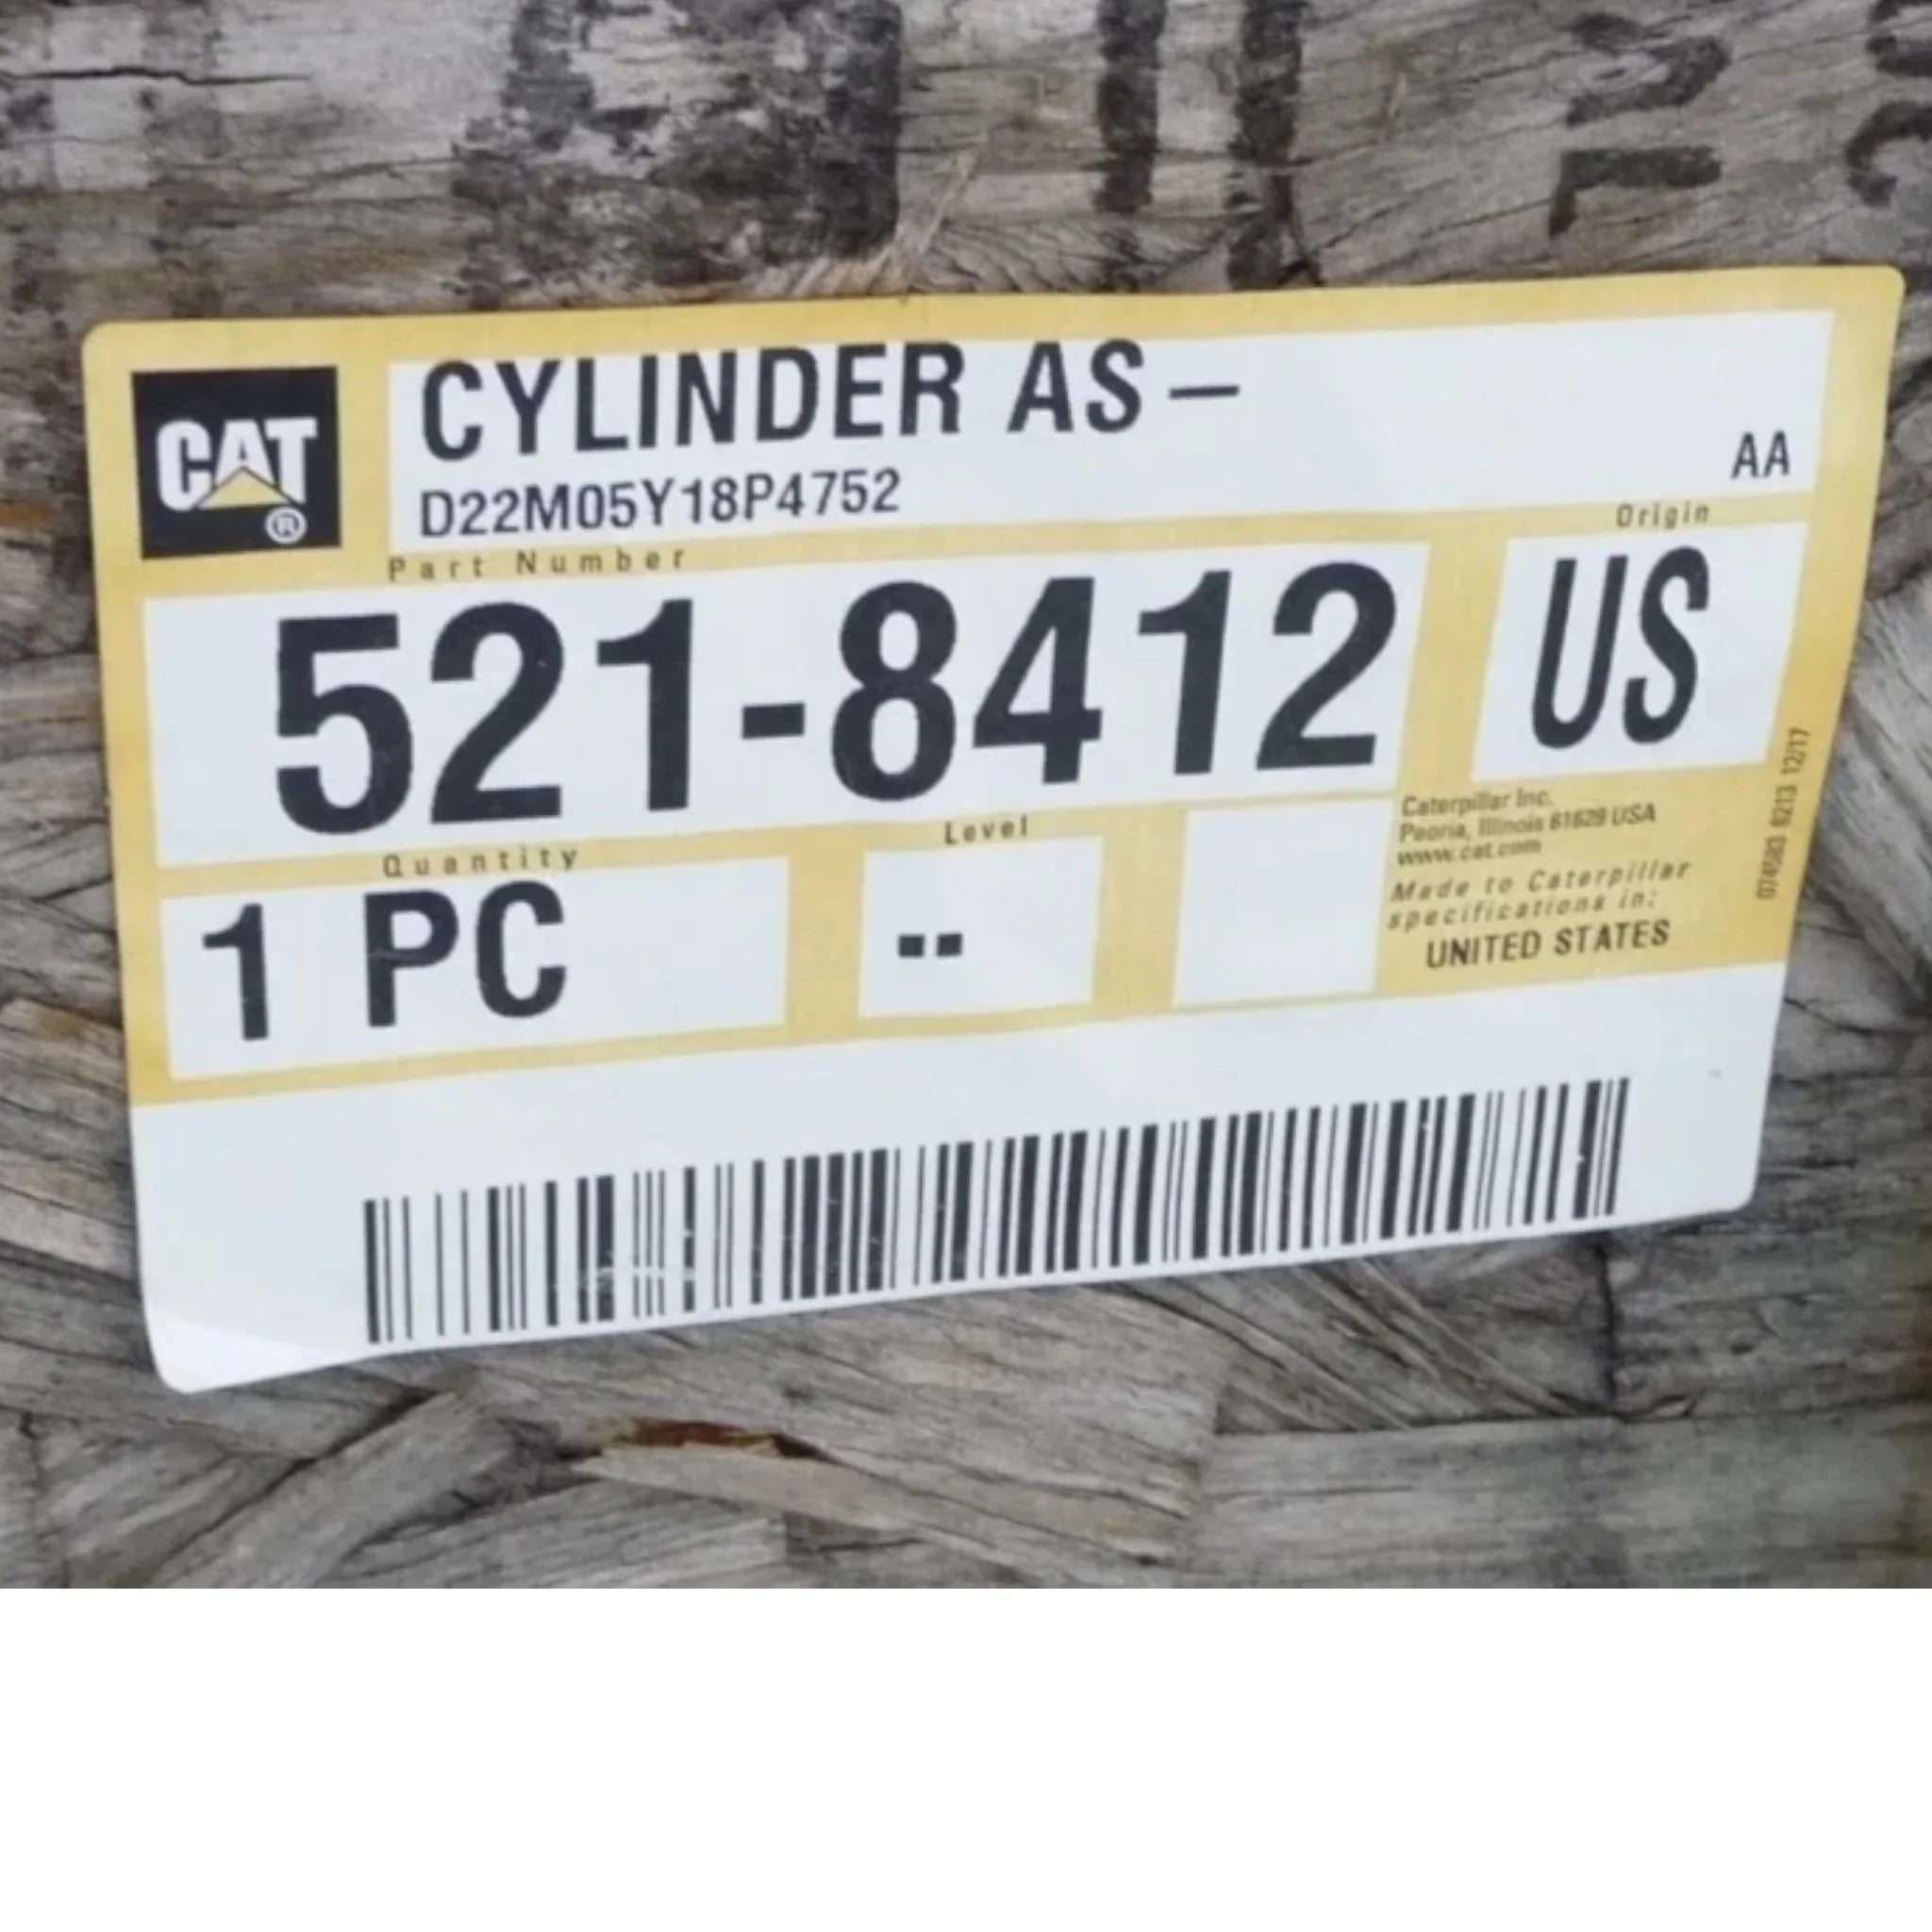 CAT®
CYLINDER AS-
D22M05Y18P4752
AA
Part Number
Origin
521-8412
US
Quantity
Level
1 PC
--
Caterpillar Inc.
Peoria, Illinois 61629 USA
www.cat.com
Made to Caterpillar
specifications in:
UNITED STATES